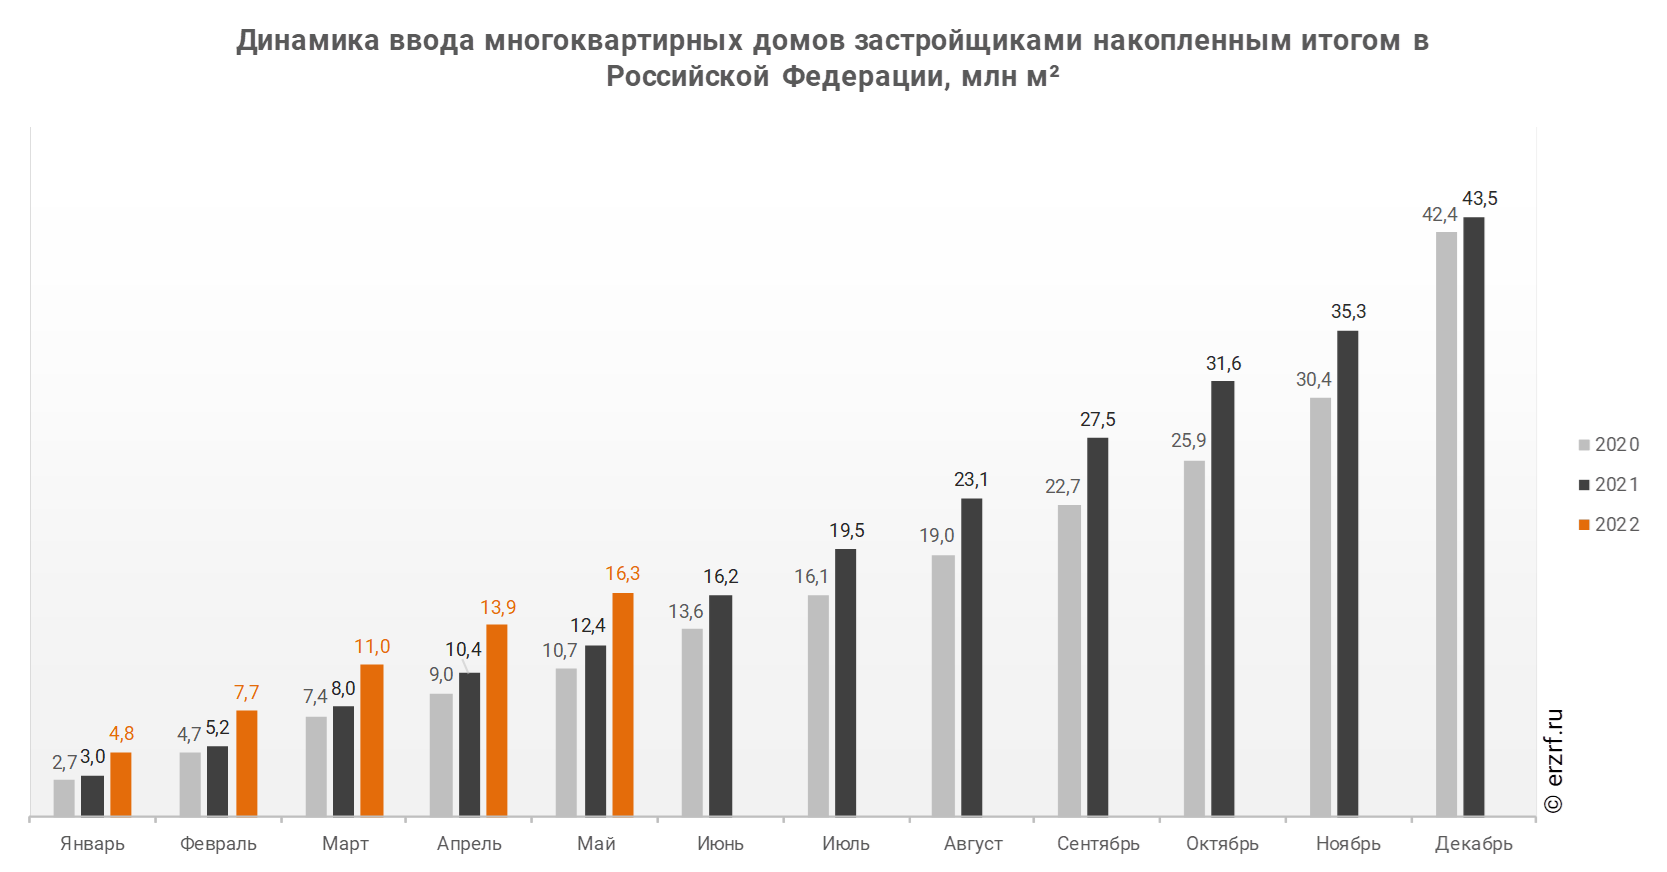 Динамика ввода многоквартирных домов застройщиками накопленным итогом в
Российской Федерации, млн м²
2,7 3,0 4,8
4,7 5,2 7,7
7,4 8,0 11,0
9,0 10,4 13,9
10,7 12,4 16,3
13,6 16,2
16,1 19,5
19,0 23,1
22,7 27,5
25,9 31,6
30,4 35,3
42,4 43,5
Январь Февраль Март Апрель Май Июнь Июль Август Сентябрь Октябрь Ноябрь Декабрь
2020
2021
2022
© erzrf.ru